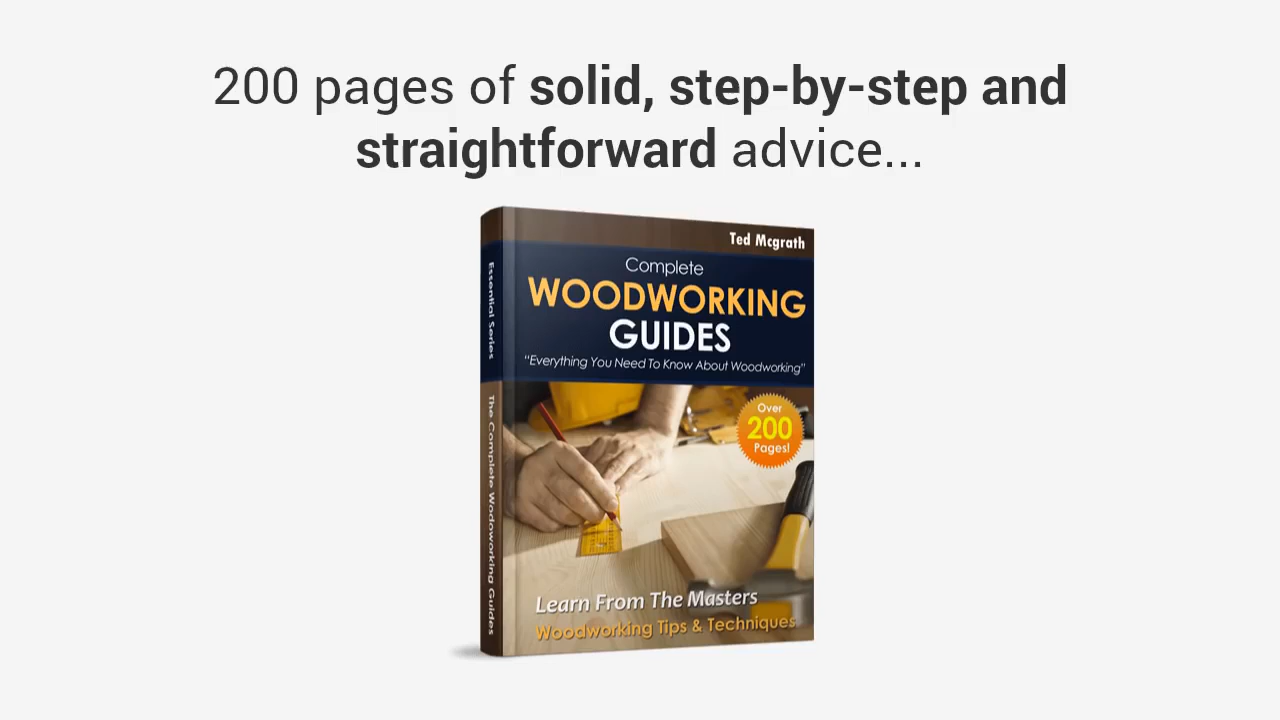 200 pages of solid, step-by-step and
straightforward advice...
Ted Mcgrath
Complete
WOODWORKING
GUIDES
"Everything You Need To Know About Woodworking"
Over
200
Pages!
Learn From The Masters
Woodworking Tips & Techniques
Essential Series
The Complete Wodoworking Guides